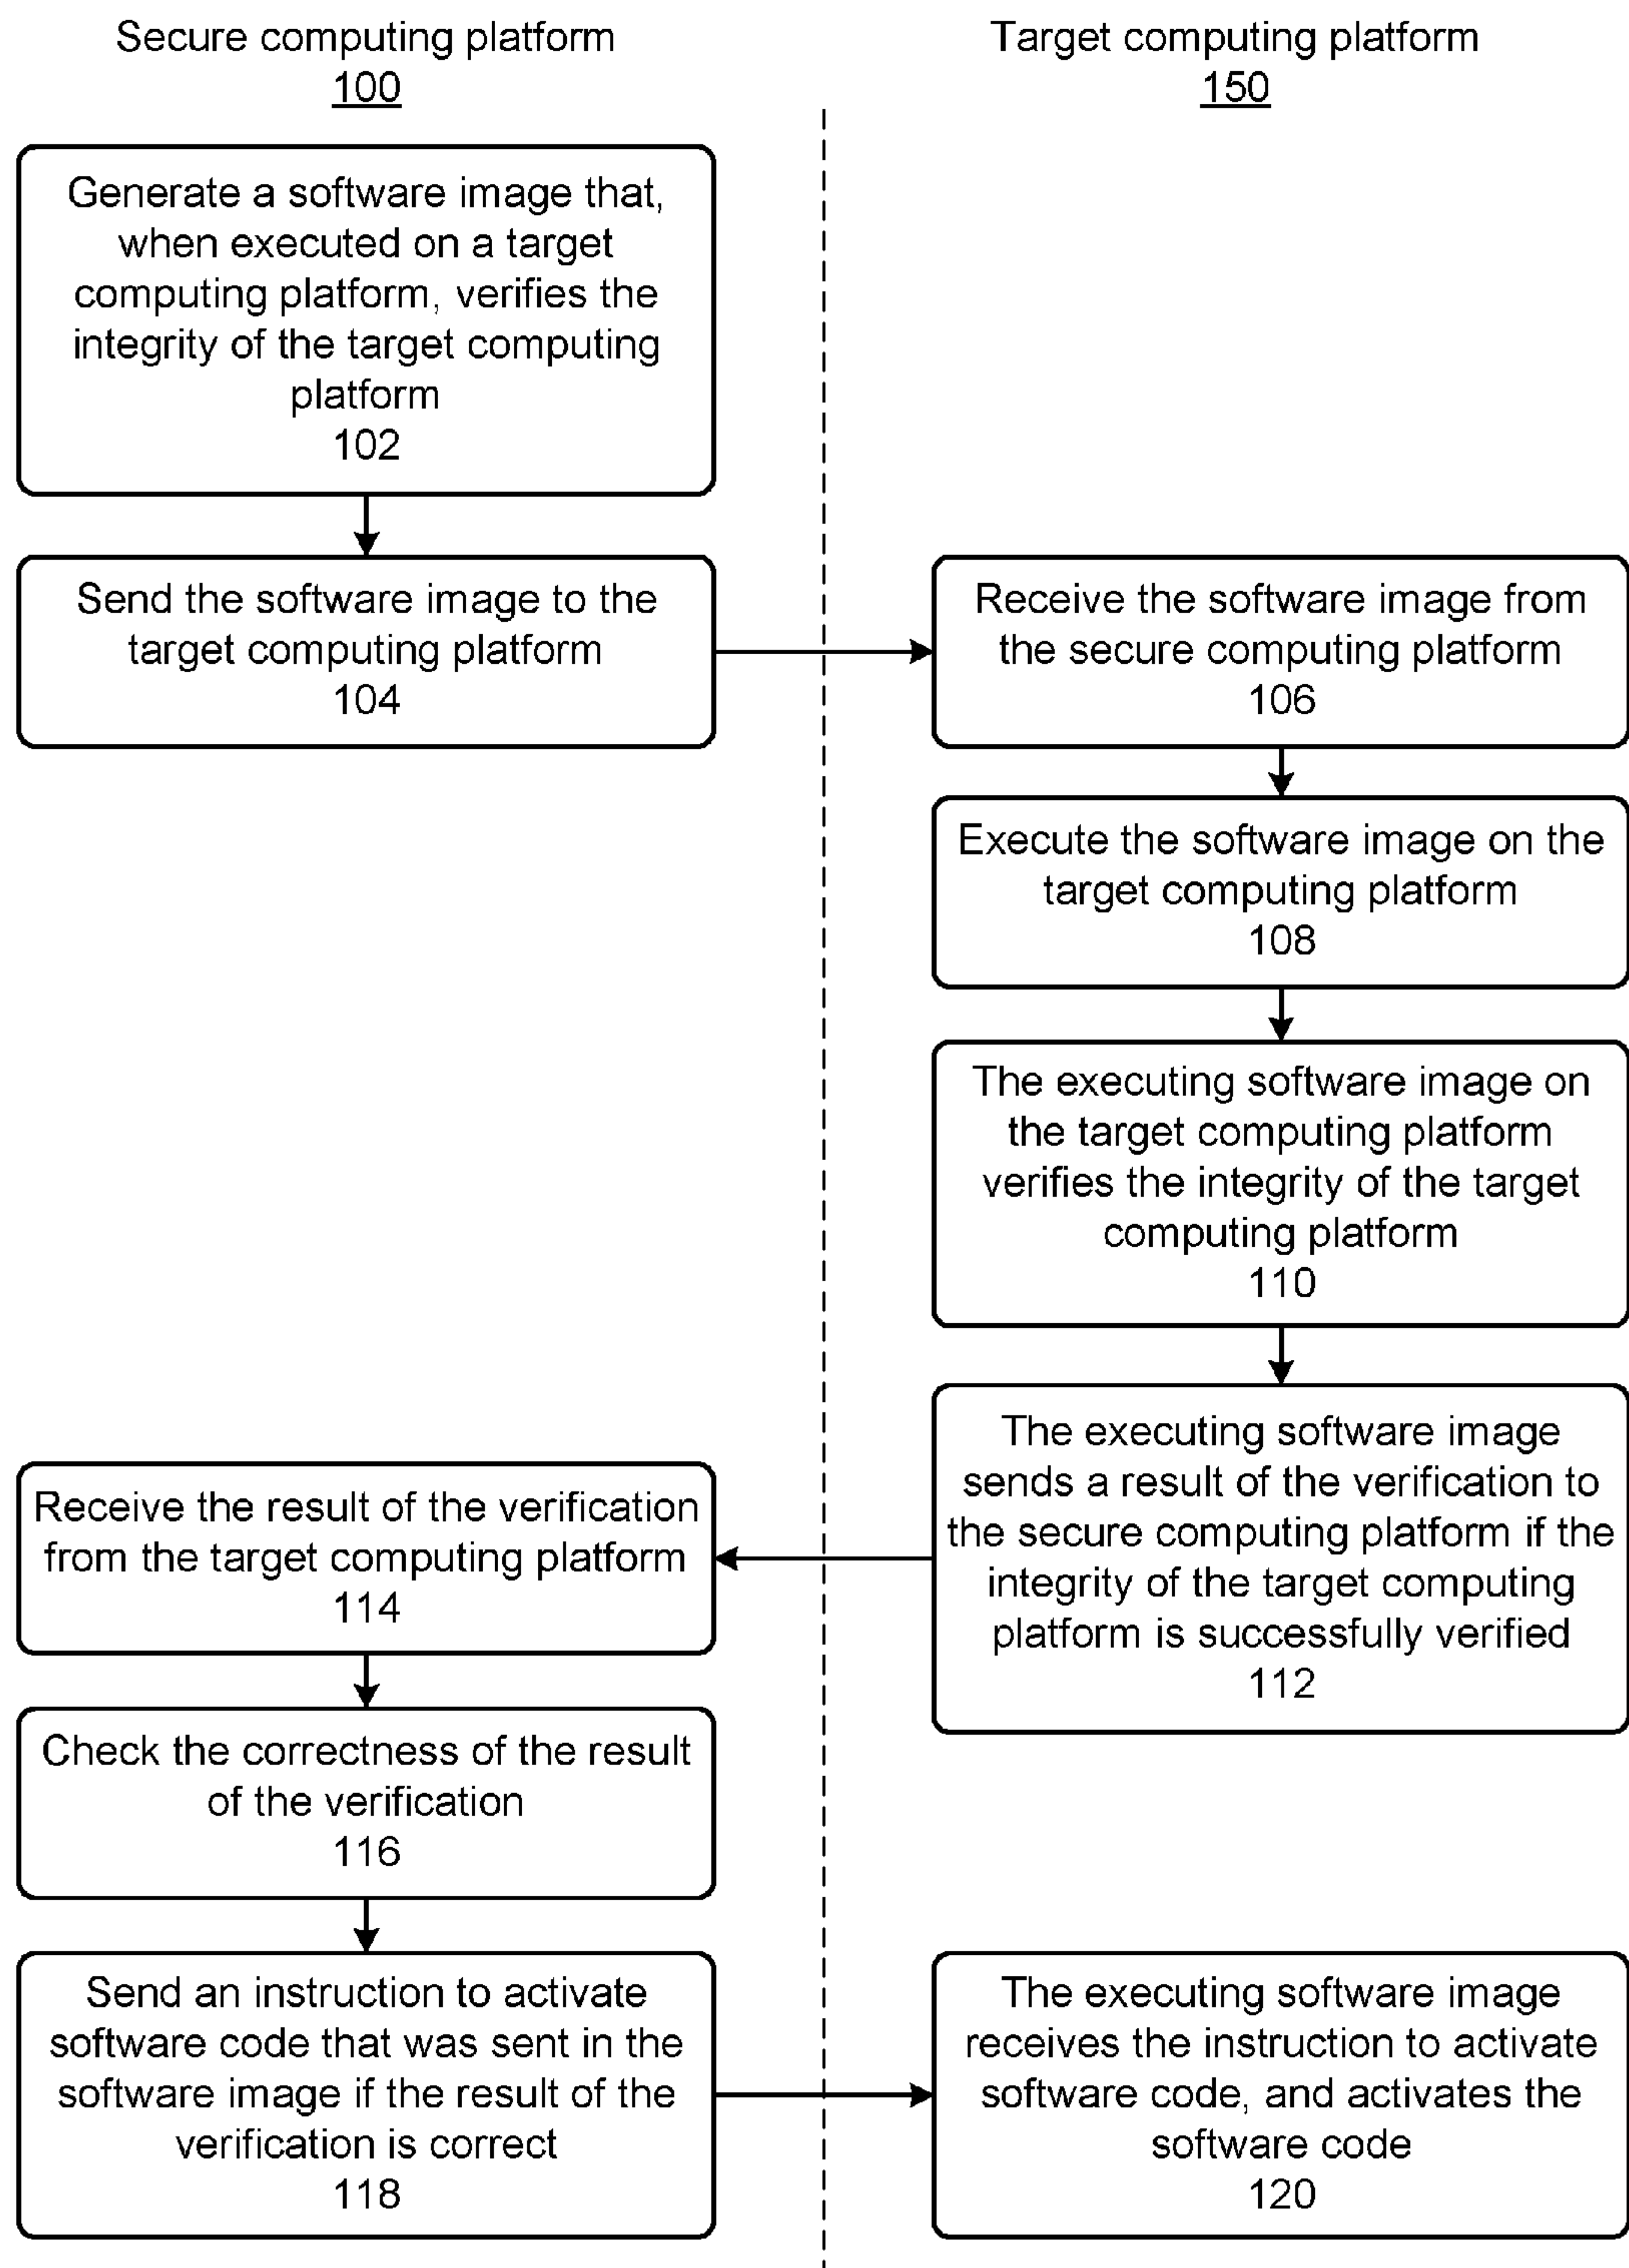 Secure computing platform
100
Target computing platform
150
Generate a software image that,
when executed on a target
computing platform, verifies the
integrity of the target computing
platform
102
Send the software image to the
target computing platform
104
Receive the software image from
the secure computing platform
106
Execute the software image on the
target computing platform
108
The executing software image on
the target computing platform
verifies the integrity of the target
computing platform
110
The executing software image
sends a result of the verification to
the secure computing platform if the
integrity of the target computing
platform is successfully verified
112
Receive the result of the verification
from the target computing platform
114
Check the correctness of the result
of the verification
116
Send an instruction to activate
software code that was sent in the
software image if the result of the
verification is correct
118
The executing software image
receives the instruction to activate
software code, and activates the
software code
120